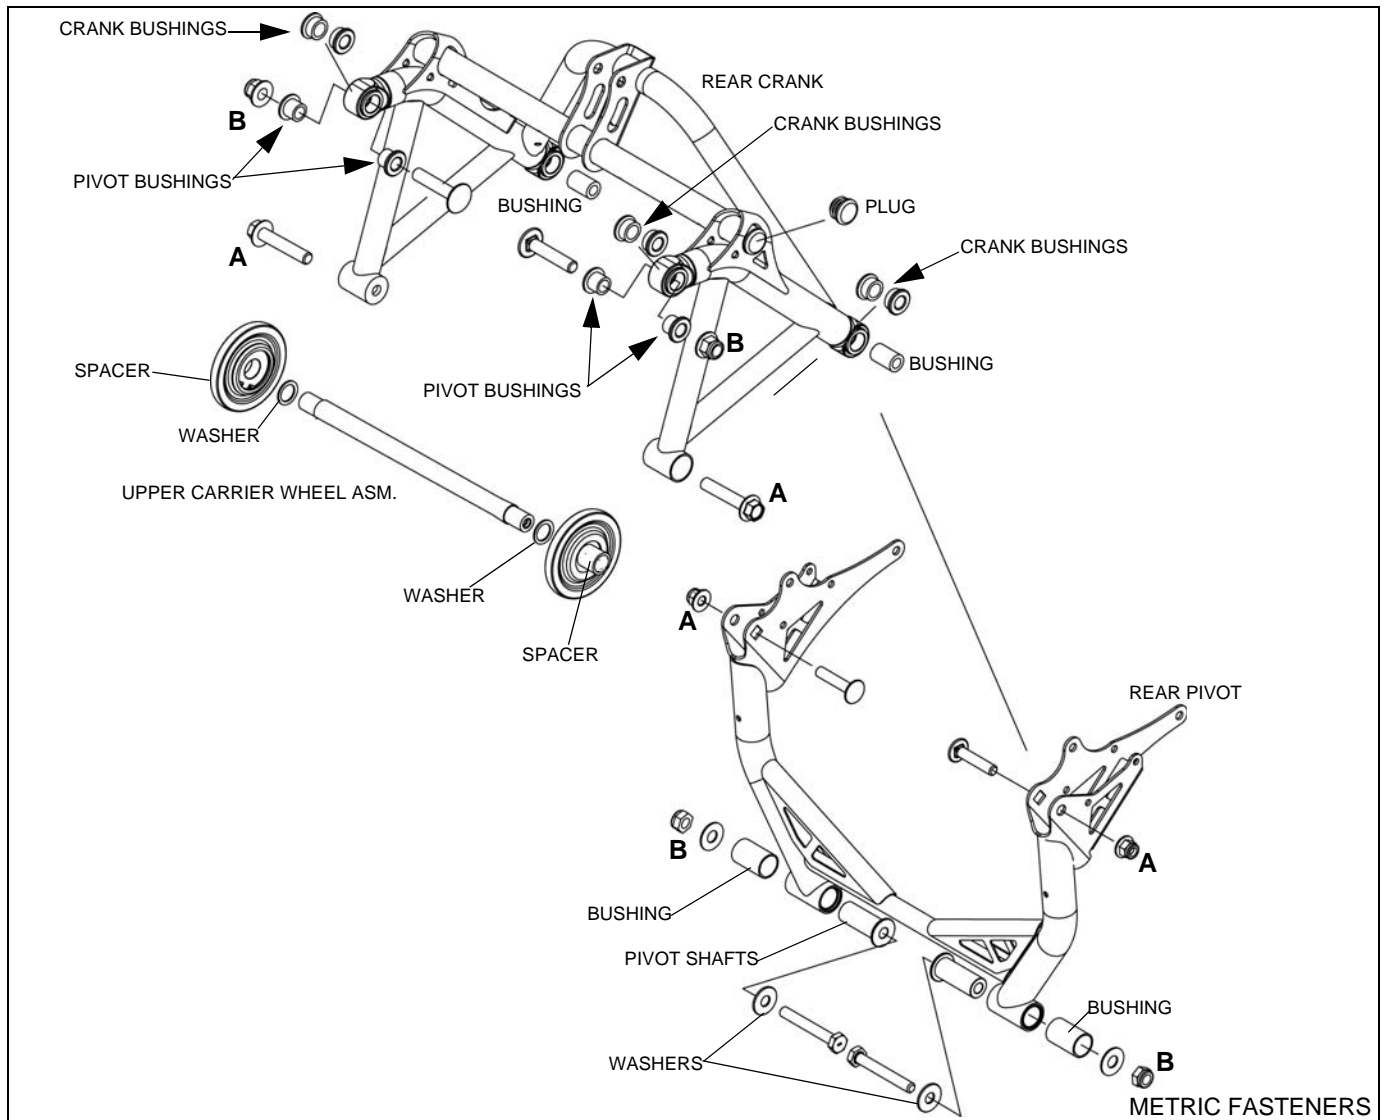 CRANK BUSHINGS
REAR CRANK
B
CRANK BUSHINGS
PIVOT BUSHINGS
BUSHING
PLUG
A
CRANK BUSHINGS
B
BUSHING
SPACER
PIVOT BUSHINGS
WASHER
UPPER CARRIER WHEEL ASM.
A
WASHER
A
SPACER
REAR PIVOT
B
A
BUSHING
PIVOT SHAFTS
BUSHING
WASHERS
B
METRIC FASTENERS